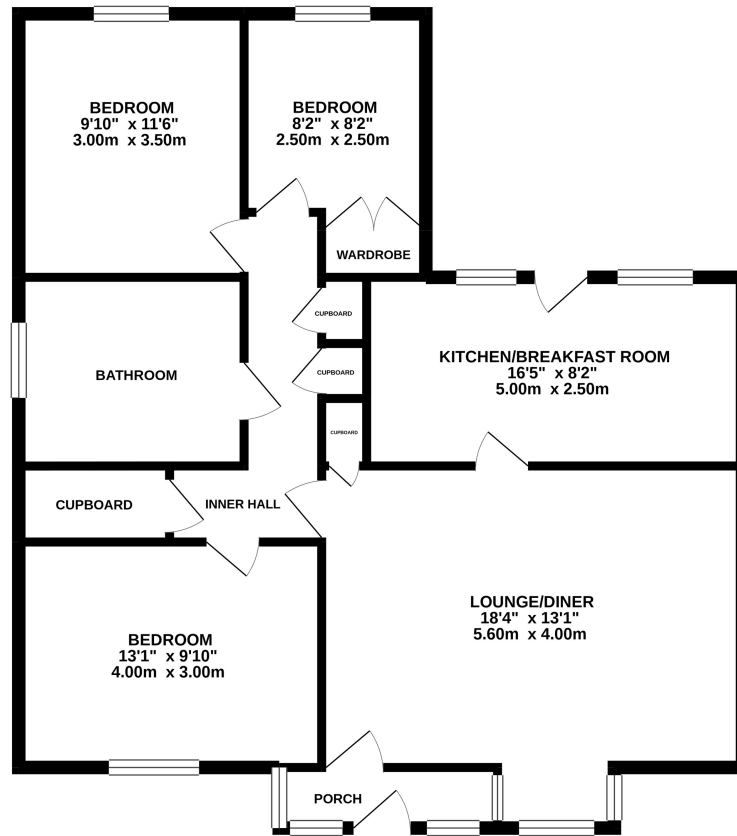 BEDROOM
9'10" x 11'6"
3.00m x 3.50m
BEDROOM
8'2" x 8'2"
2.50m x 2.50m
WARDROBE
CUPBOARD
KITCHEN/BREAKFAST ROOM
16'5" x 8'2"
5.00m x 2.50m
BATHROOM
CUPBOARD
CUPBOARD
CUPBOARD
INNER HALL
LOUNGE/DINER
18'4" x 13'1"
5.60m x 4.00m
BEDROOM
13'1" x 9'10"
4.00m x 3.00m
PORCH